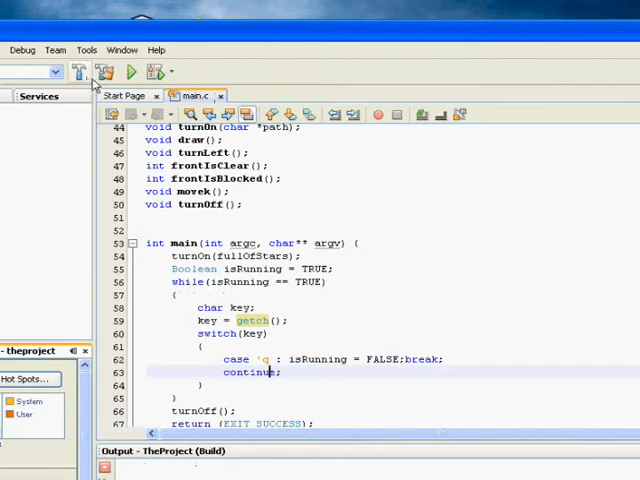 Debug Team Tools Window Help
Services
Start Page main.c
44 void turnOn(char *path);
45 void draw();
46 void turnLeft();
47 int frontIsClear();
48 int frontIsBlocked();
49 void movek();
50 void turnOff();
51
52
53 int main(int argc, char** argv) {
54 turnOn(fullOfStars);
55 Boolean isRunning = TRUE;
56 while(isRunning == TRUE)
57 {
58 char key;
59 key = getch();
60 switch(key)
61 {
62 case 'q : isRunning = FALSE;break;
63 continue;
64 }
65 }
66 turnOff();
67 return (EXIT_SUCCESS);
- theproject
Hot Spots...
System
User
Output - TheProject (Build)